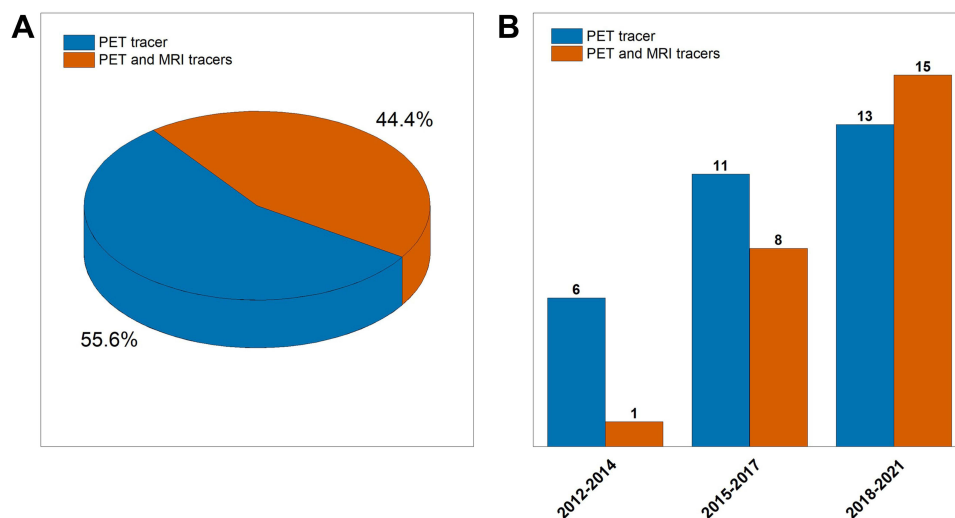 A
PET tracer
PET and MRI tracers
44.4%
55.6%
B
PET tracer
PET and MRI tracers
6
1
11
8
13
15
2012-2014
2015-2017
2018-2021